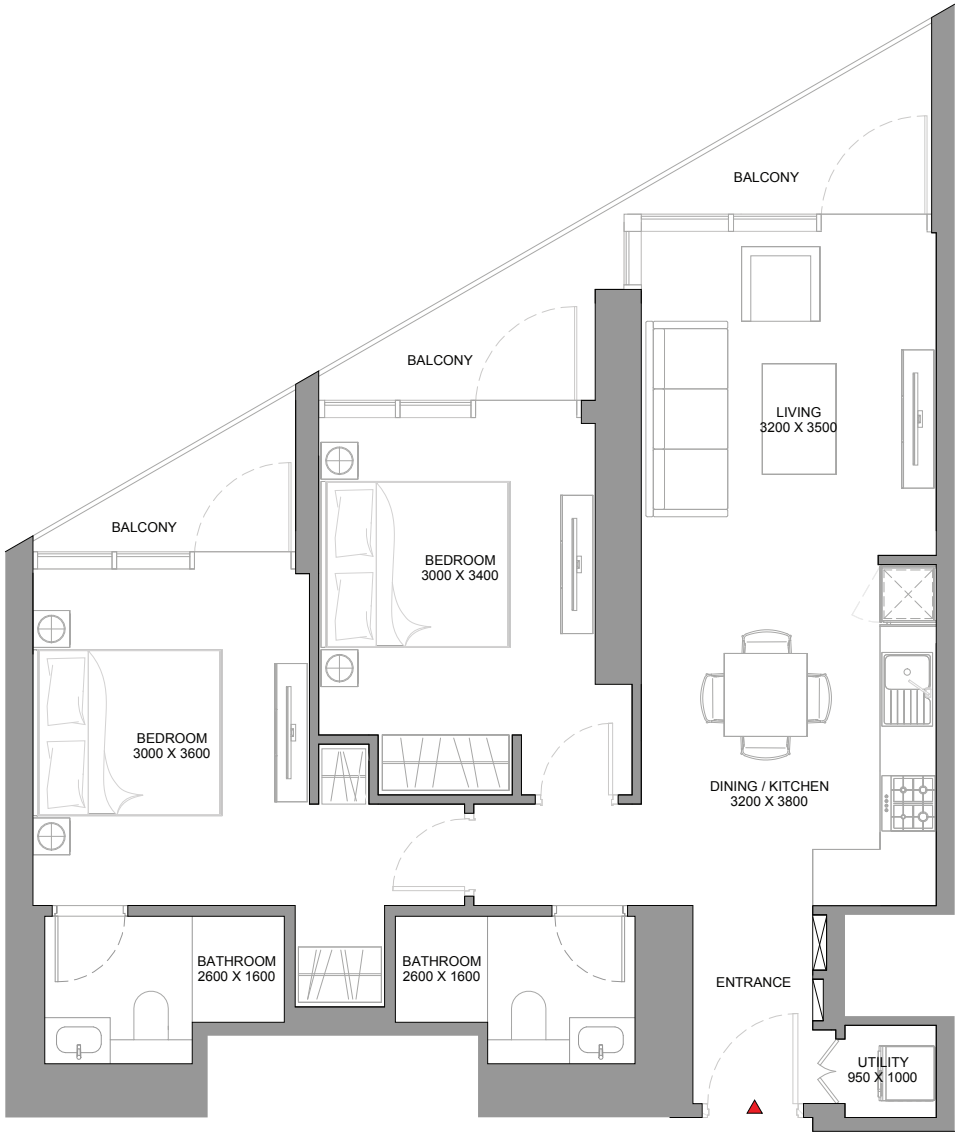 BALCONY
BALCONY
LIVING
3200 X 3500
BALCONY
BEDROOM
3000 X 3400
BEDROOM
3000 X 3600
DINING / KITCHEN
3200 X 3800
BATHROOM
2600 X 1600
BATHROOM
2600 X 1600
ENTRANCE
UTILITY
950 X 1000